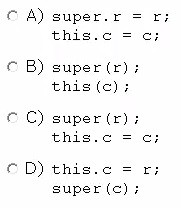 A) super.r = r;
this.c = c;
B) super(r);
this(c);
C) super(r);
this.c = c;
D) this.c = r;
super(c);